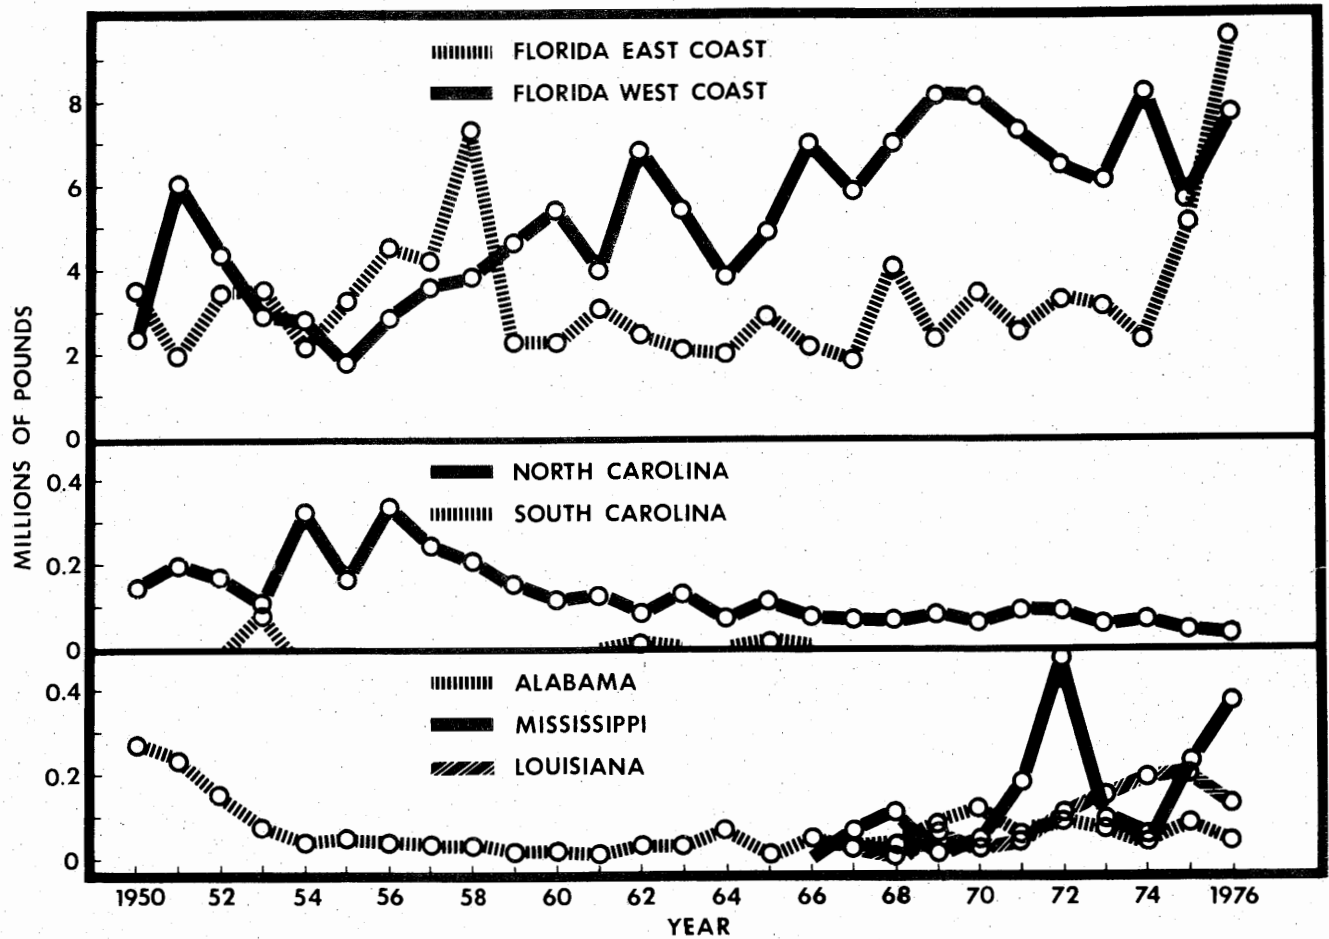 FLORIDA EAST COAST
FLORIDA WEST COAST
8
6
4
2
0
MILLIONS OF POUNDS
NORTH CAROLINA
SOUTH CAROLINA
0.4
0.2
0
ALABAMA
MISSISSIPPI
LOUISIANA
0.4
0.2
0
1950 52 54 56 58 60 62 64 66 68 70 72 74 1976
YEAR